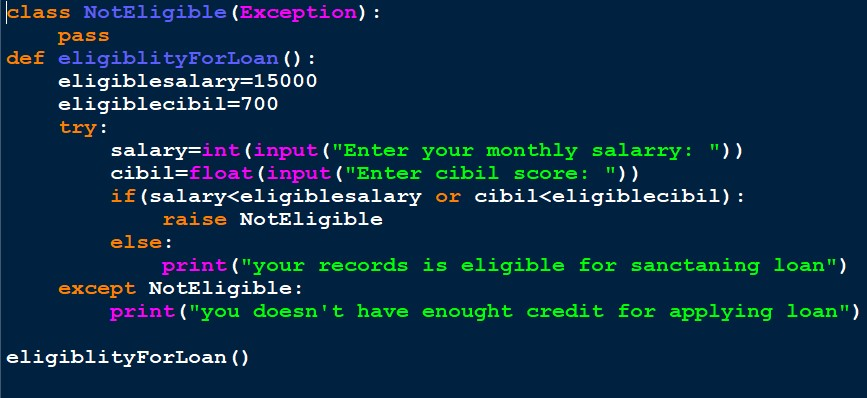 class NotEligible(Exception):
    pass
def eligiblityForLoan():
    eligiblesalary=15000
    eligiblecibil=700
    try:
        salary=int(input("Enter your monthly salarry: "))
        cibil=float(input("Enter cibil score: "))
        if(salary<eligiblesalary or cibil<eligiblecibil):
            raise NotEligible
        else:
            print("your records is eligible for sanctaning loan")
    except NotEligible:
        print("you doesn't have enought credit for applying loan")

eligiblityForLoan()